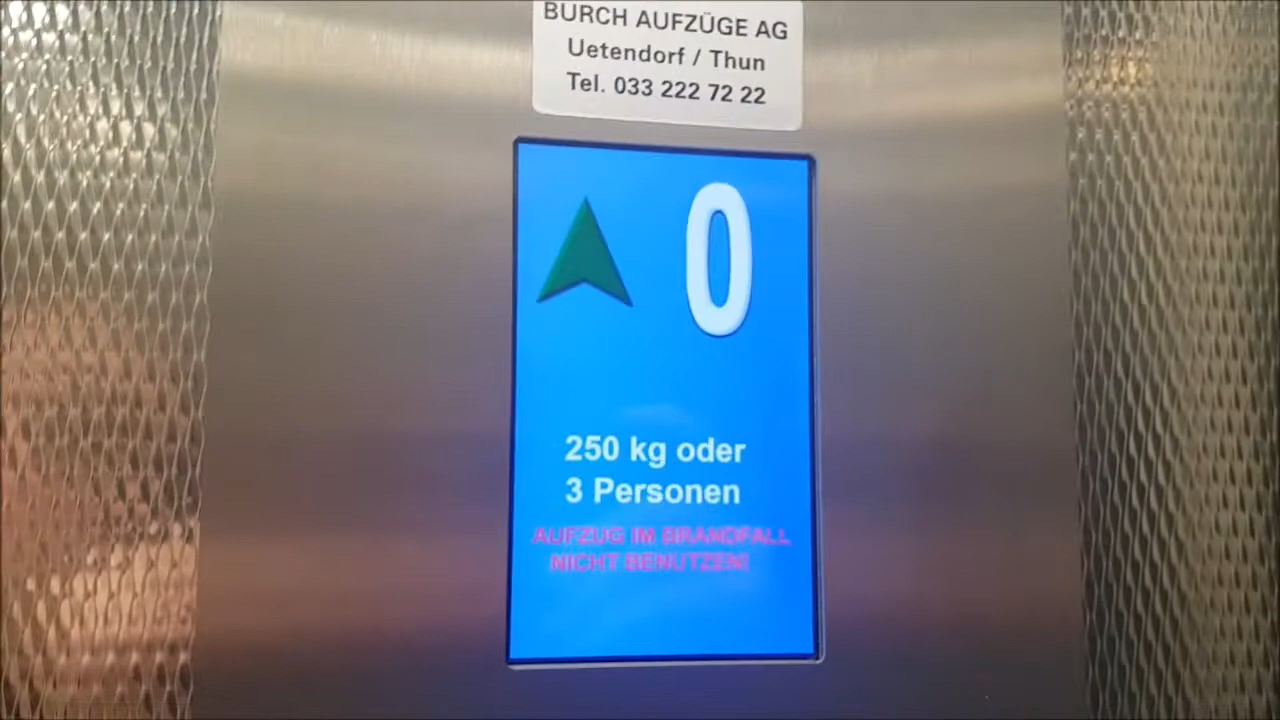 BURCH AUFZÜGE AG
Uetendorf / Thun
Tel. 033 222 72 22
0
250 kg oder
3 Personen
AUFZUG IM BRANDFALL
NICHT BENUTZEN!